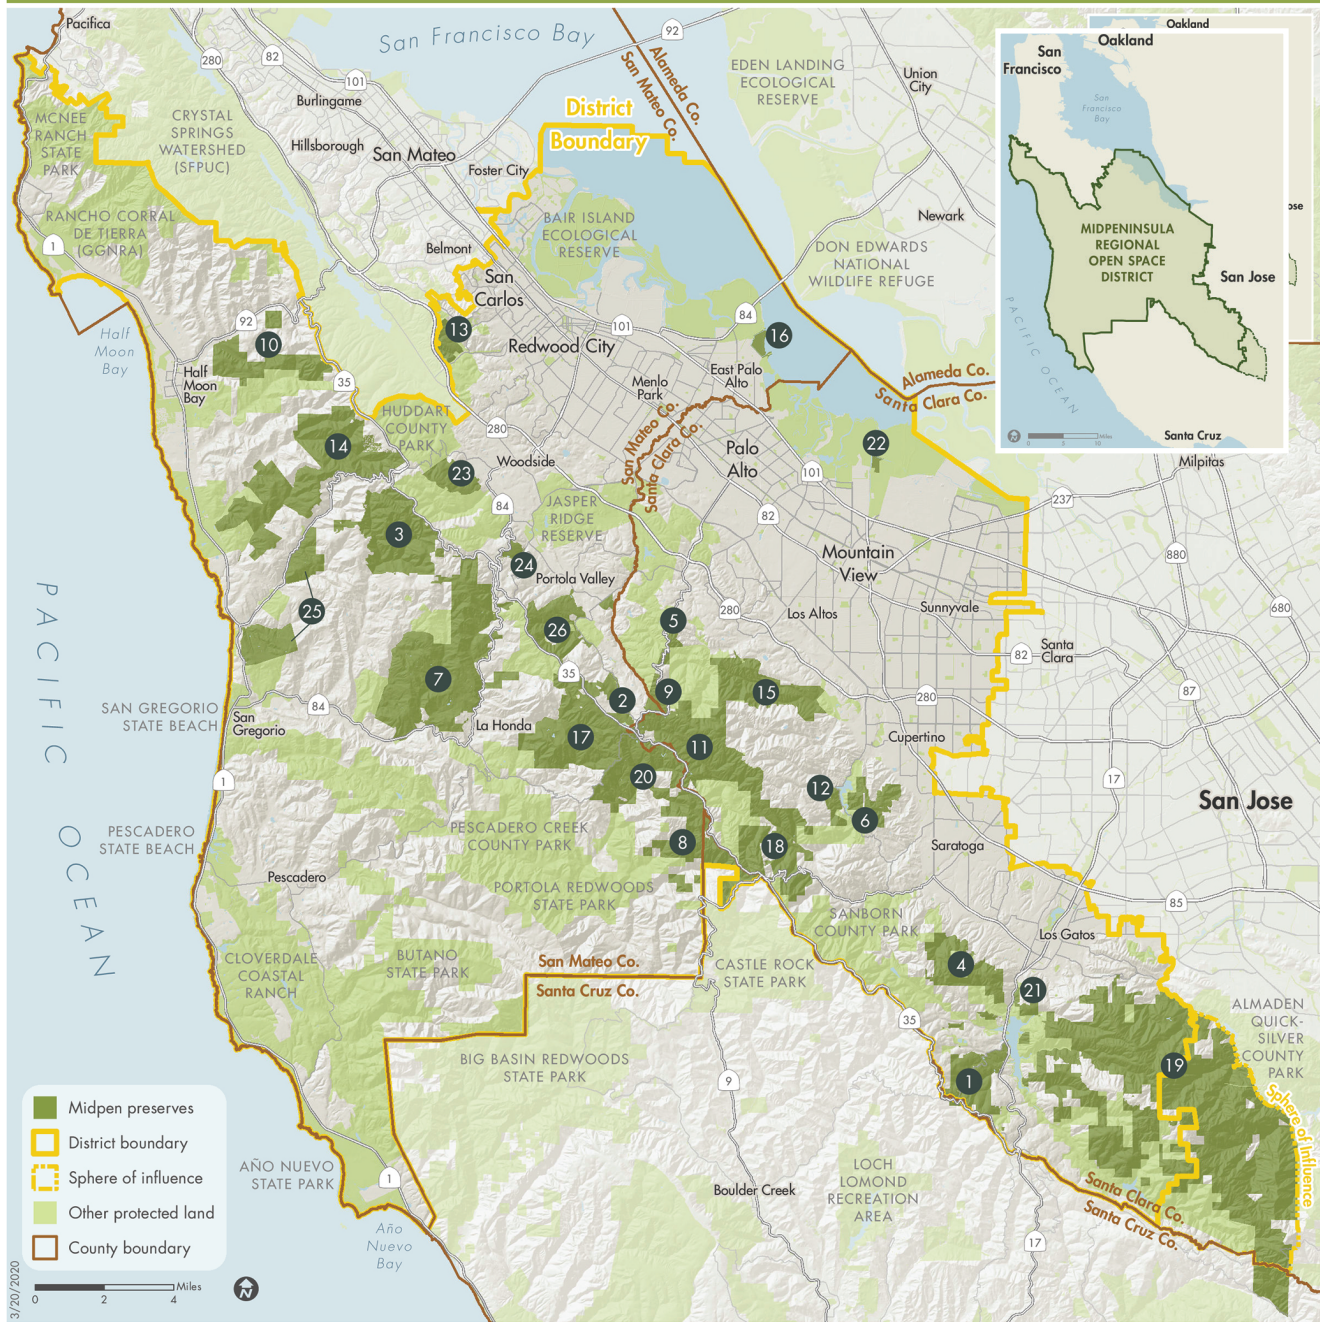 Pacifica
San Francisco Bay
92
280
82
101
Alameda Co.
San Mateo Co.
EDEN LANDING
ECOLOGICAL
RESERVE
Union
City
Oakland
Oakland
San
Francisco
San
Francisco
Bay
MIDPENINSULA
REGIONAL
OPEN SPACE
DISTRICT
San Jose
ose
PACIFIC OCEAN
Santa Cruz
N
0
5
10
Miles
MCNEE
RANCH
STATE
PARK
CRYSTAL
SPRINGS
WATERSHED
(SFPUC)
Burlingame
Hillsborough
San Mateo
Foster City
District
Boundary
RANCHO CORRAL
DE TIERRA
(GGNRA)
1
Belmont
San
Carlos
BAIR ISLAND
ECOLOGICAL
RESERVE
Newark
DON EDWARDS
NATIONAL
WILDLIFE REFUGE
Half
Moon
Bay
92
10
Half
Moon
Bay
35
13
Redwood City
101
84
16
Menlo
Park
East Palo
Alto
Alameda Co.
Santa Clara Co.
San Mateo Co.
Santa Clara Co.
HUDDART
COUNTY
PARK
280
14
23
Woodside
84
JASPER
RIDGE
RESERVE
Palo
Alto
101
22
82
237
Milpitas
3
24
Portola Valley
Mountain
View
880
25
26
5
280
Los Altos
Sunnyvale
82
Santa
Clara
680
7
35
2
9
15
280
87
SAN GREGORIO
STATE BEACH
San
Gregorio
84
La Honda
17
11
Cupertino
20
12
17
San Jose
1
PACIFIC OCEAN
PESCADERO
STATE BEACH
PESCADERO CREEK
COUNTY PARK
8
18
6
Saratoga
Pescadero
PORTOLA REDWOODS
STATE PARK
85
SANBORN
COUNTY PARK
Los Gatos
CLOVERDALE
COASTAL
RANCH
BUTANO
STATE PARK
San Mateo Co.
Santa Cruz Co.
CASTLE ROCK
STATE PARK
4
21
35
ALMADEN
QUICK-
SILVER
COUNTY
PARK
BIG BASIN REDWOODS
STATE PARK
9
1
19
Sphere of Influence
Midpen preserves
District boundary
Sphere of influence
Other protected land
County boundary
AÑO NUEVO
STATE PARK
1
Año
Nuevo
Bay
Boulder Creek
LOCH
LOMOND
RECREATION
AREA
Santa Clara Co.
Santa Cruz Co.
17
3/20/2020
0
2
4
Miles
N